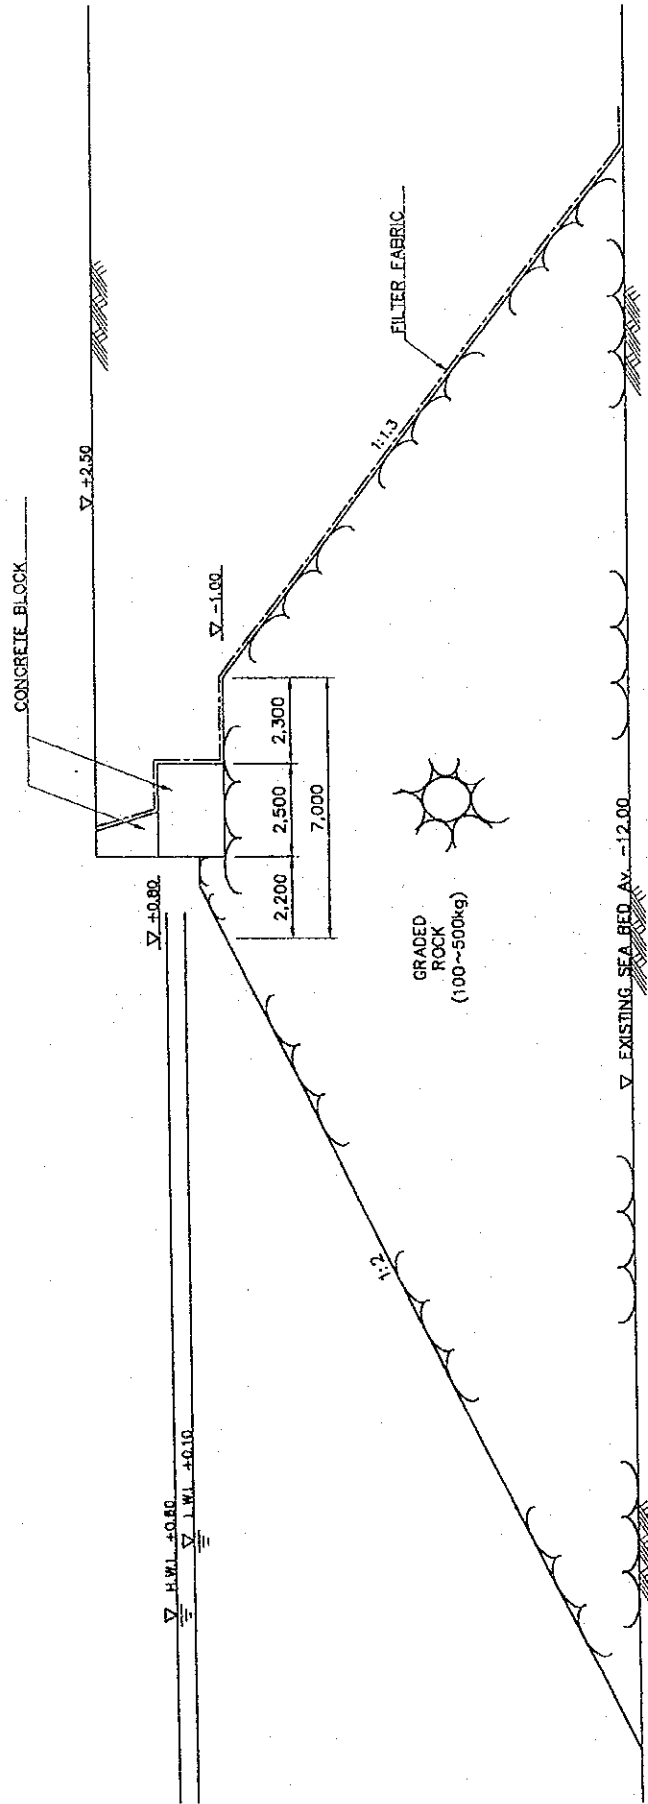 CONCRETE BLOCK
▽ +2.50
▽ +0.80
▽ -1.00
FILTER FABRIC
1:1.3
▽ H.W.L +0.80
▽ L.W.L +0.10
1:2
2,200
2,500
2,300
7,000
GRADED
ROCK
(100~500kg)
▽ EXISTING SEA BED Av. -12.00